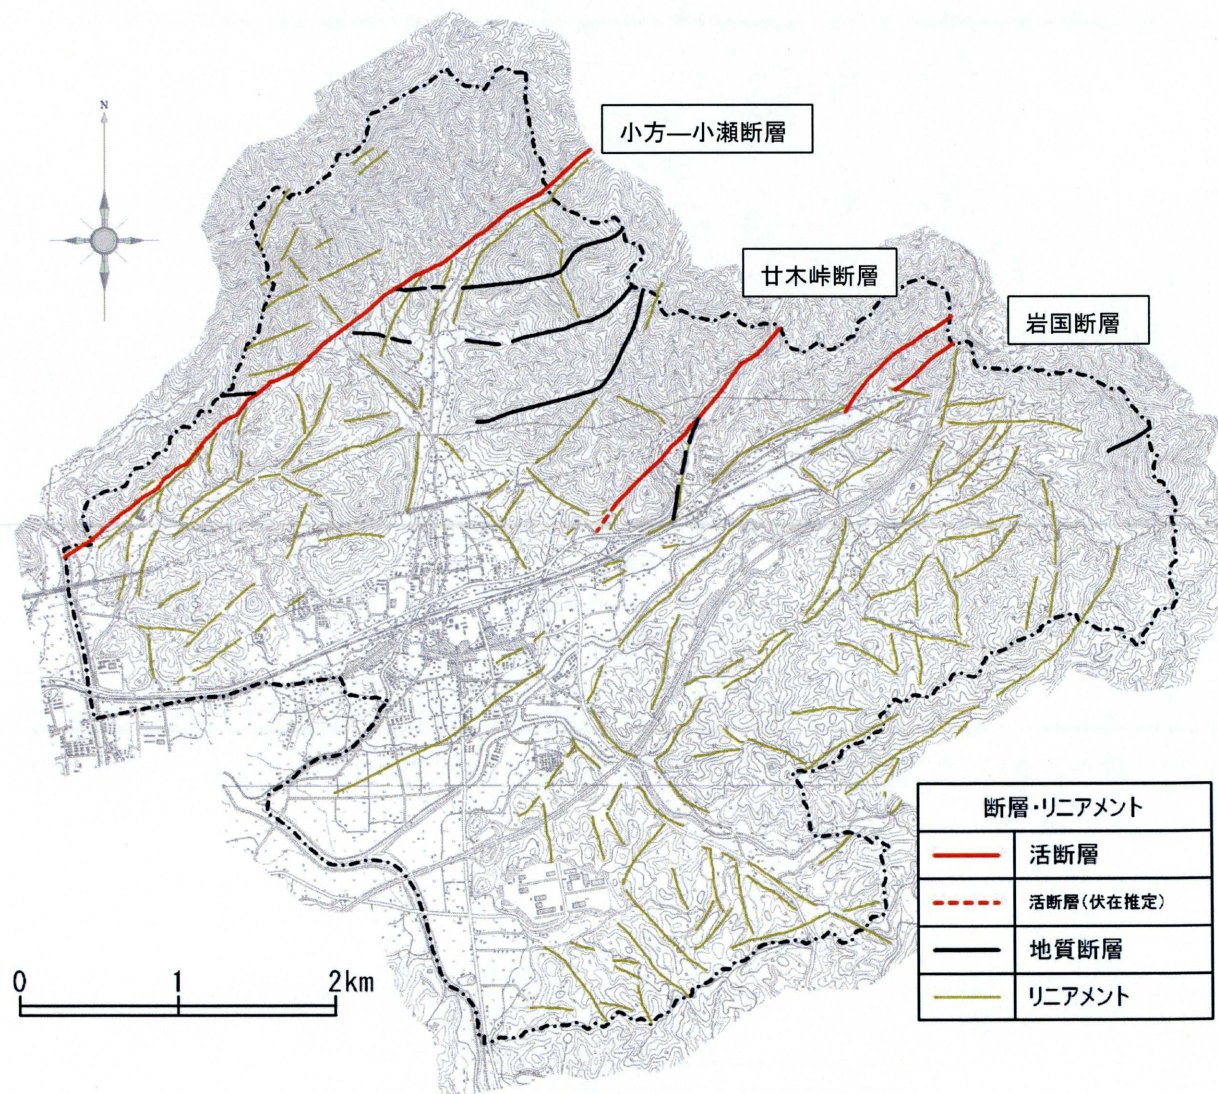 N
小方―小瀬断層
廿木峠断層
岩国断層
断層・リニアメント
活断層
活断層(伏在推定)
地質断層
リニアメント
0 1 2km